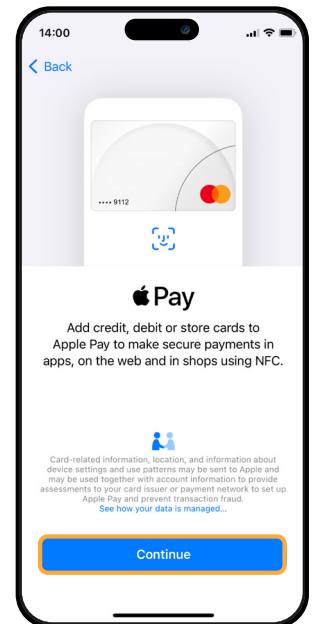 14:00
Back
•••• 9112
Pay
Add credit, debit or store cards to
Apple Pay to make secure payments in
apps, on the web and in shops using NFC.
Card-related information, location, and information about
device settings and use patterns may be sent to Apple and
may be used together with account information to provide
assessments to your card issuer or payment network to set up
Apple Pay and prevent transaction fraud.
See how your data is managed...
Continue